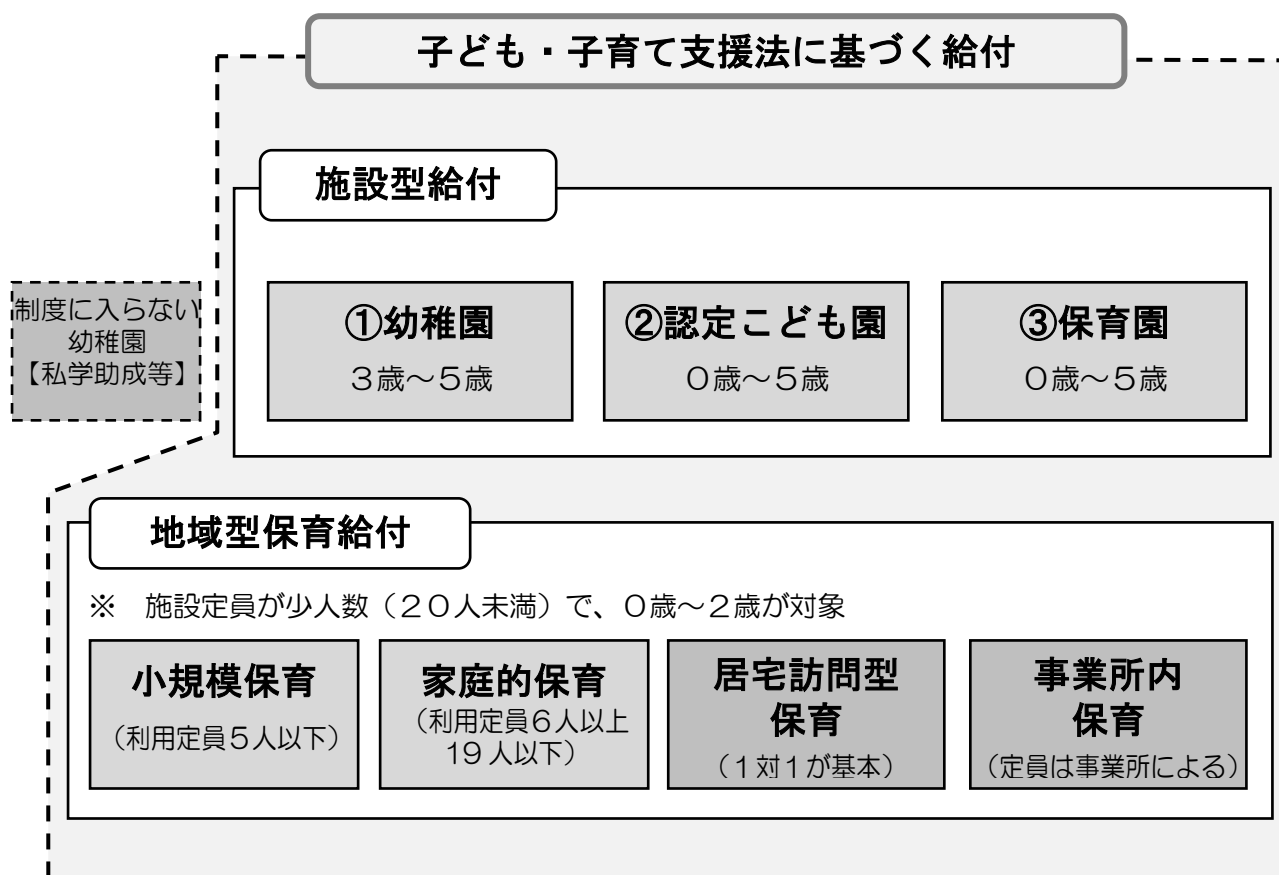 子ども・子育て支援法に基づく給付
施設型給付
制度に入らない
幼稚園
【私学助成等】
①幼稚園
３歳～５歳
②認定こども園
０歳～５歳
③保育園
０歳～５歳
地域型保育給付
※　施設定員が少人数（２０人未満）で、０歳～２歳が対象
小規模保育
（利用定員５人以下）
家庭的保育
（利用定員６人以上
19 人以下）
居宅訪問型
保育
（１対１が基本）
事業所内
保育
（定員は事業所による）